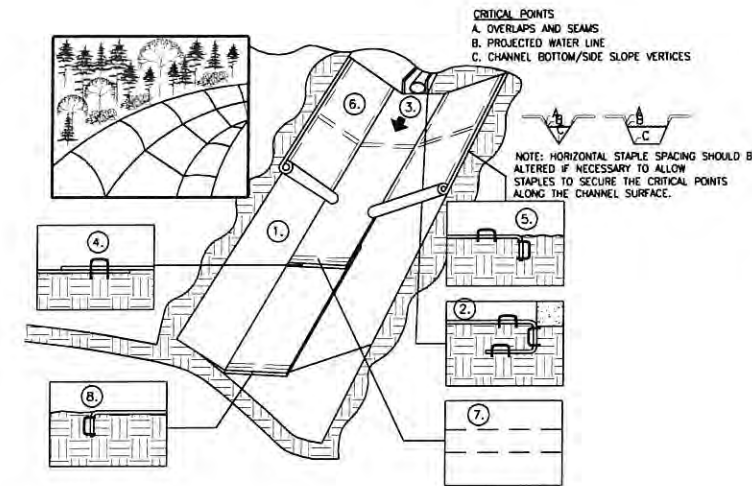 CRITICAL POINTS
A. OVERLAPS AND SEAMS
B. PROJECTED WATER LINE
C. CHANNEL BOTTOM/SIDE SLOPE VERTICES
6.
3.
C
NOTE: HORIZONTAL STAPLE SPACING SHOULD B
ALTERED IF NECESSARY TO ALLOW
STAPLES TO SECURE THE CRITICAL POINTS
ALONG THE CHANNEL SURFACE.
5.
1.
4.
2.
8.
7.